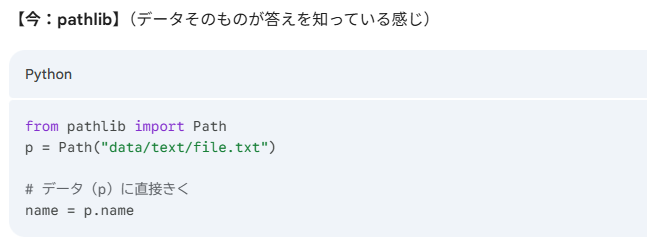 【今：pathlib】（データそのものが答えを知っている感じ）
Python
from pathlib import Path
p = Path("data/text/file.txt")
# データ（p）に直接きく
name = p.name